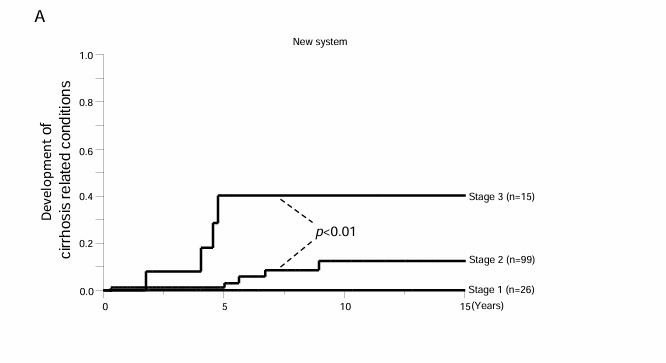 A
New system
Development of
cirrhosis related conditions
1.0
0.8
0.6
0.4
0.2
0.0
Stage 3 (n=15)
p<0.01
Stage 2 (n=99)
Stage 1 (n=26)
0
5
10
15(Years)